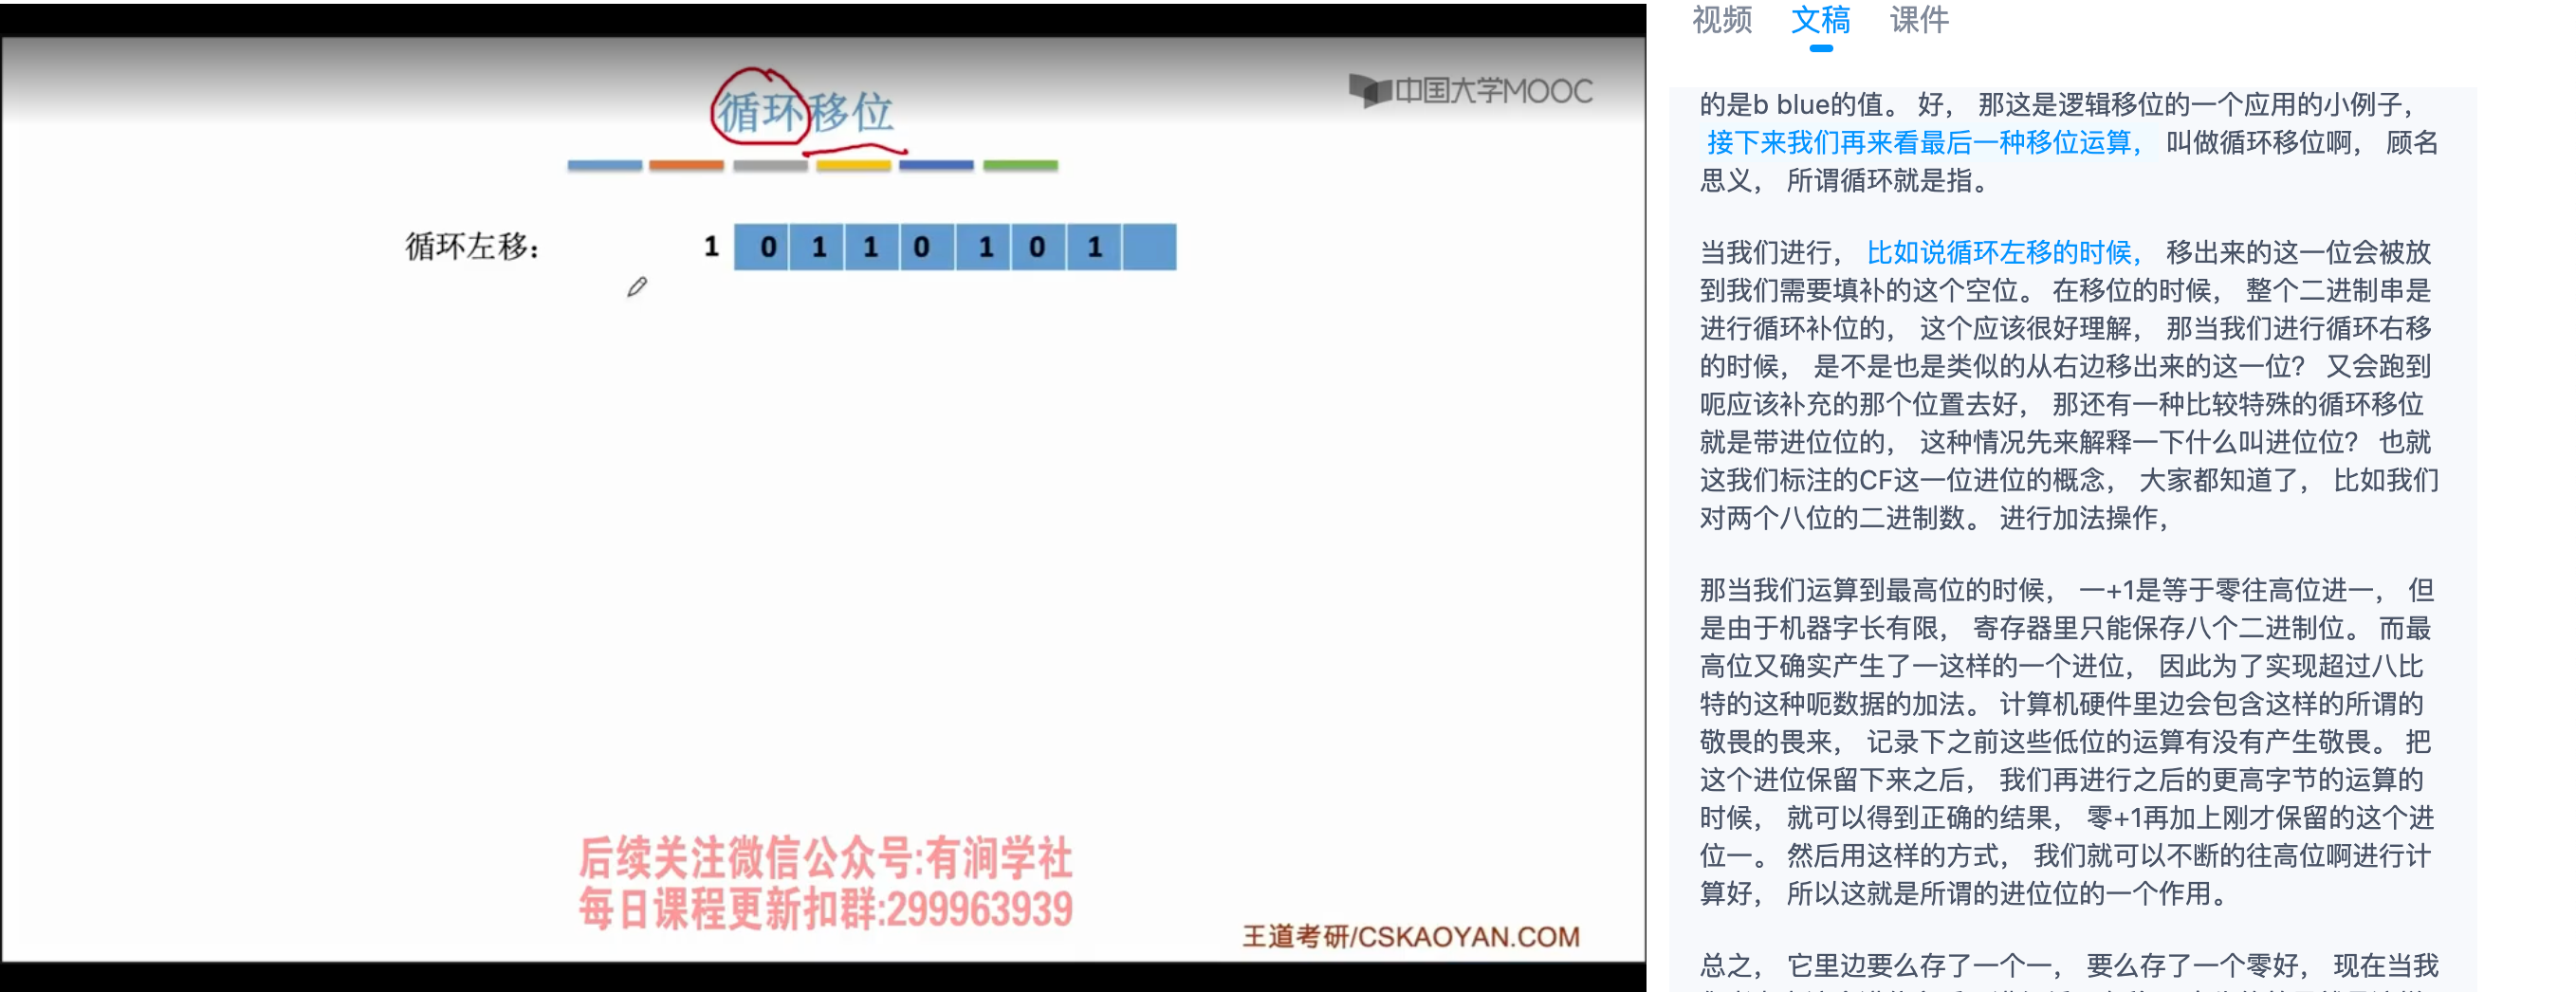 循环移位
中国大学MOOC
循环左移：
1 0 1 1 0 1 0 1
后续关注微信公众号:有涧学社
每日课程更新扣群:299963939
王道考研/CSKAOYAN.COM
视频 文稿 课件
的是b blue的值。 好， 那这是逻辑移位的一个应用的小例子，
接下来我们再来看最后一种移位运算， 叫做循环移位啊， 顾名
思义， 所谓循环就是指。
当我们进行， 比如说循环左移的时候， 移出来的这一位会被放
到我们需要填补的这个空位。 在移位的时候， 整个二进制串是
进行循环补位的， 这个应该很好理解， 那当我们进行循环右移
的时候， 是不是也是类似的从右边移出来的这一位？ 又会跑到
呃应该补充的那个位置去好， 那还有一种比较特殊的循环移位
就是带进位位的， 这种情况先来解释一下什么叫进位位？ 也就
这我们标注的CF这一位进位的概念， 大家都知道了， 比如我们
对两个八位的二进制数。 进行加法操作，
那当我们运算到最高位的时候， 一+1是等于零往高位进一， 但
是由于机器字长有限， 寄存器里只能保存八个二进制位。 而最
高位又确实产生了一这样的一个进位， 因此为了实现超过八比
特的这种呃数据的加法。 计算机硬件里边会包含这样的所谓的
敬畏的畏来， 记录下之前这些低位的运算有没有产生敬畏。 把
这个进位保留下来之后， 我们再进行之后的更高字节的运算的
时候， 就可以得到正确的结果， 零+1再加上刚才保留的这个进
位一。 然后用这样的方式， 我们就可以不断的往高位啊进行计
算好， 所以这就是所谓的进位位的一个作用。
总之， 它里边要么存了一个一， 要么存了一个零好， 现在当我